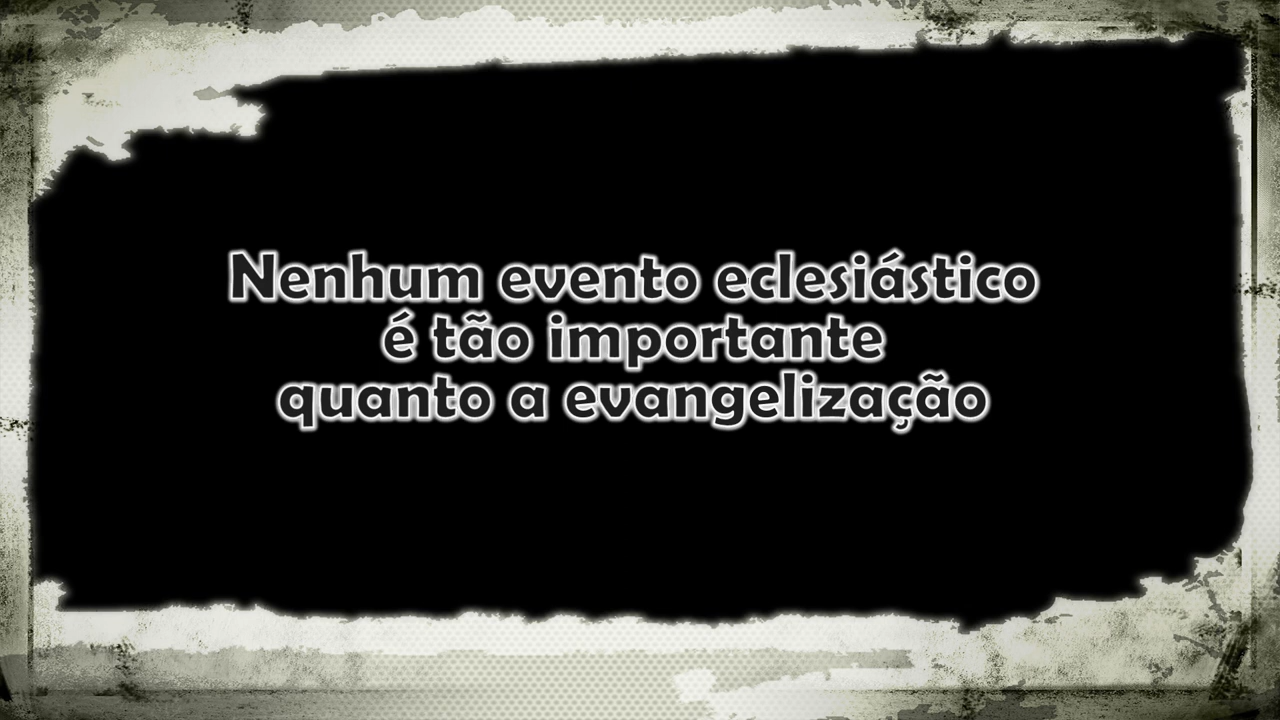 Nenhum evento eclesiástico
é tão importante
quanto a evangelização